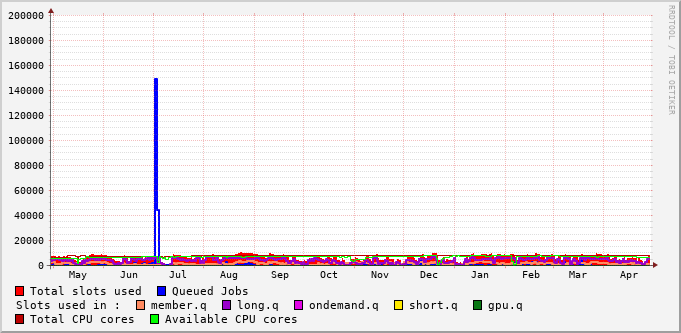 200000
180000
160000
140000
120000
100000
80000
60000
40000
20000
0
May Jun Jul Aug Sep Oct Nov Dec Jan Feb Mar Apr
RRDTOOL / TOBI OETIKER
Total slots used Queued Jobs
Slots used in : member.q long.q ondemand.q short.q gpu.q
Total CPU cores Available CPU cores